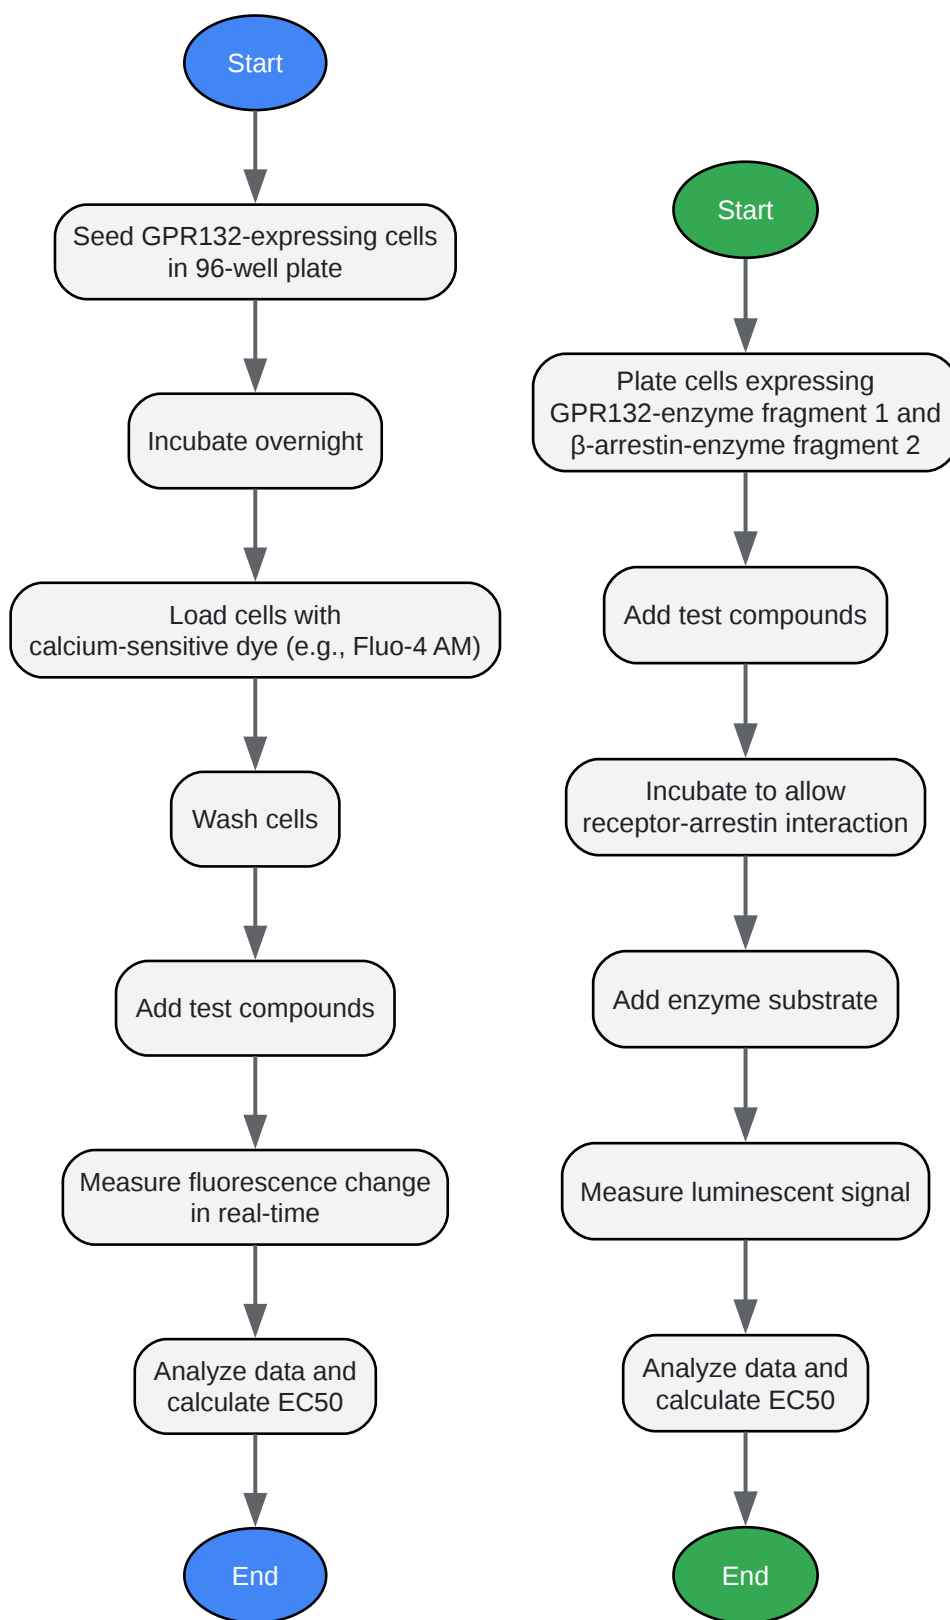 Start
Seed GPR132-expressing cells
in 96-well plate
Incubate overnight
Load cells with
calcium-sensitive dye (e.g., Fluo-4 AM)
Wash cells
Add test compounds
Measure fluorescence change
in real-time
Analyze data and
calculate EC50
End
Start
Plate cells expressing
GPR132-enzyme fragment 1 and
β-arrestin-enzyme fragment 2
Add test compounds
Incubate to allow
receptor-arrestin interaction
Add enzyme substrate
Measure luminescent signal
Analyze data and
calculate EC50
End